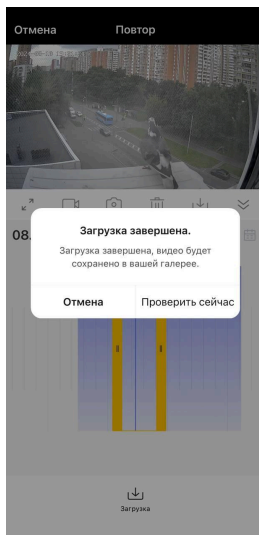 Отмена
Повтор
08.
Загрузка завершена.
Загрузка завершена, видео будет
сохранено в вашей галерее.
Отмена
Проверить сейчас
Загрузка